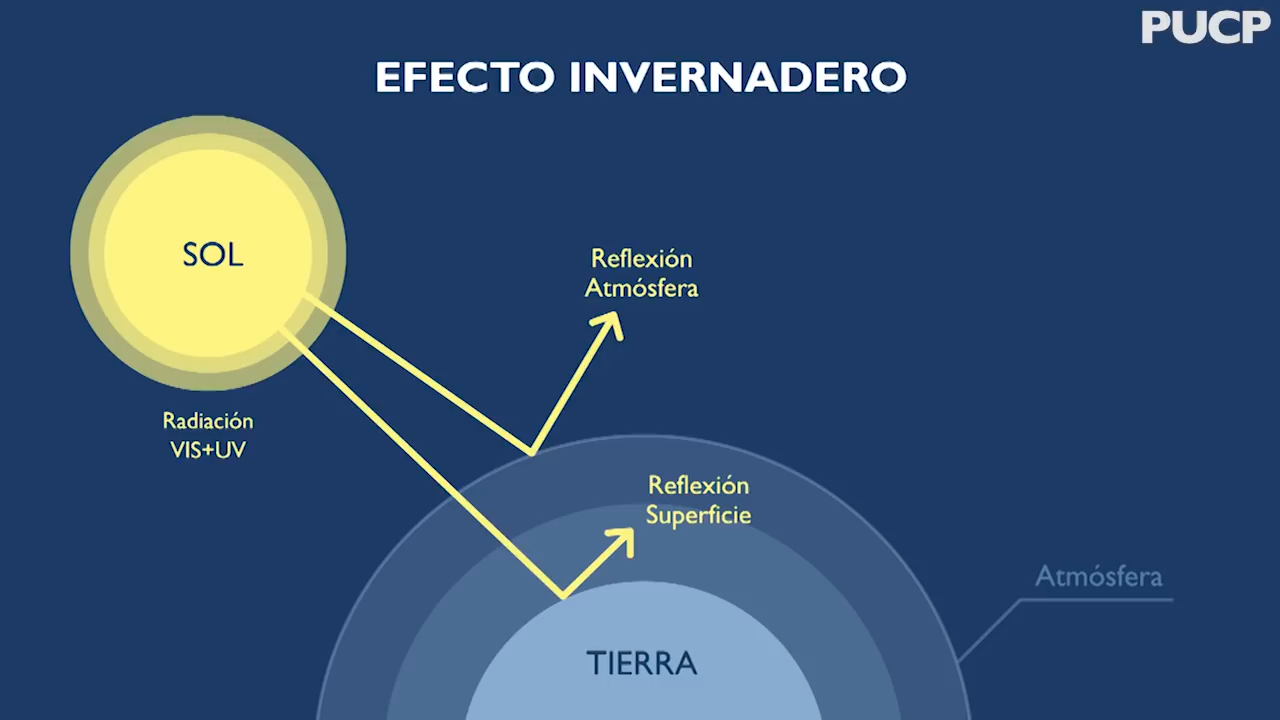 PUCP
EFECTO INVERNADERO
SOL
Reflexión
Atmósfera
Radiación
VIS+UV
Reflexión
Superficie
Atmósfera
TIERRA